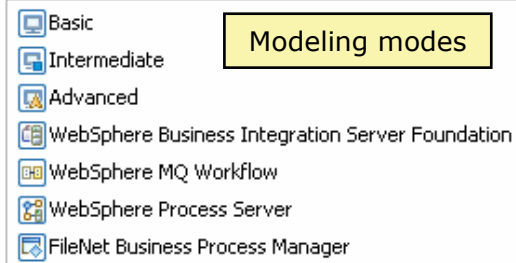 Basic
Modeling modes
Intermediate
Advanced
WebSphere Business Integration Server Foundation
WebSphere MQ Workflow
WebSphere Process Server
FileNet Business Process Manager